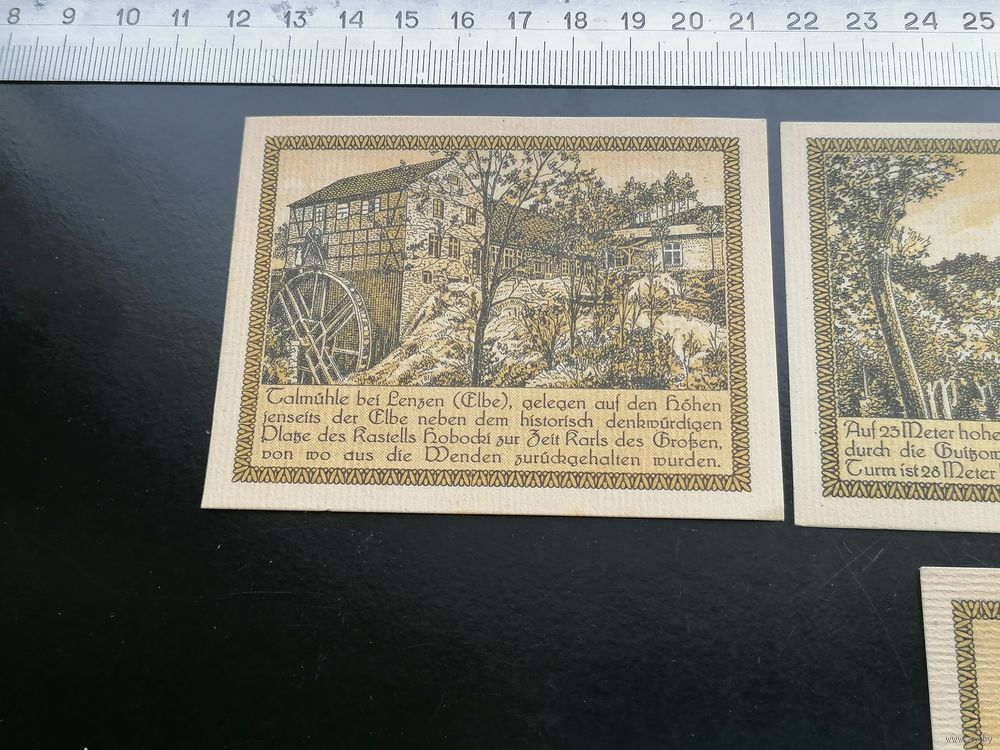 8 9 10 11 12 13 14 15 16 17 18 19 20 21 22 23 24 25
Talmühle bei Lenzen (Elbe), gelegen auf den Höhen
jenseits der Elbe neben dem historisch denkwürdigen
Platze des Kastells Hobocki zur Zeit Karls des Großen,
von wo aus die Wenden zurückgehalten wurden.
Auf 23 Meter hohe
durch die Quitzow
Turm ist 28 Meter